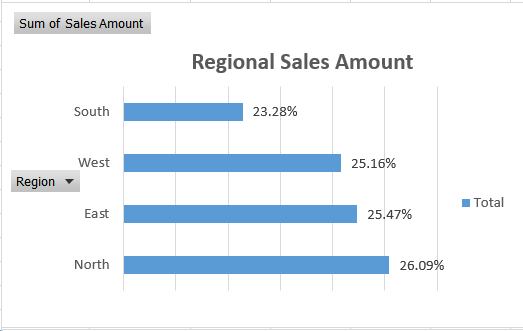 Sum of Sales Amount
Regional Sales Amount
South 23.28%
West 25.16%
Region
East 25.47%
Total
North 26.09%